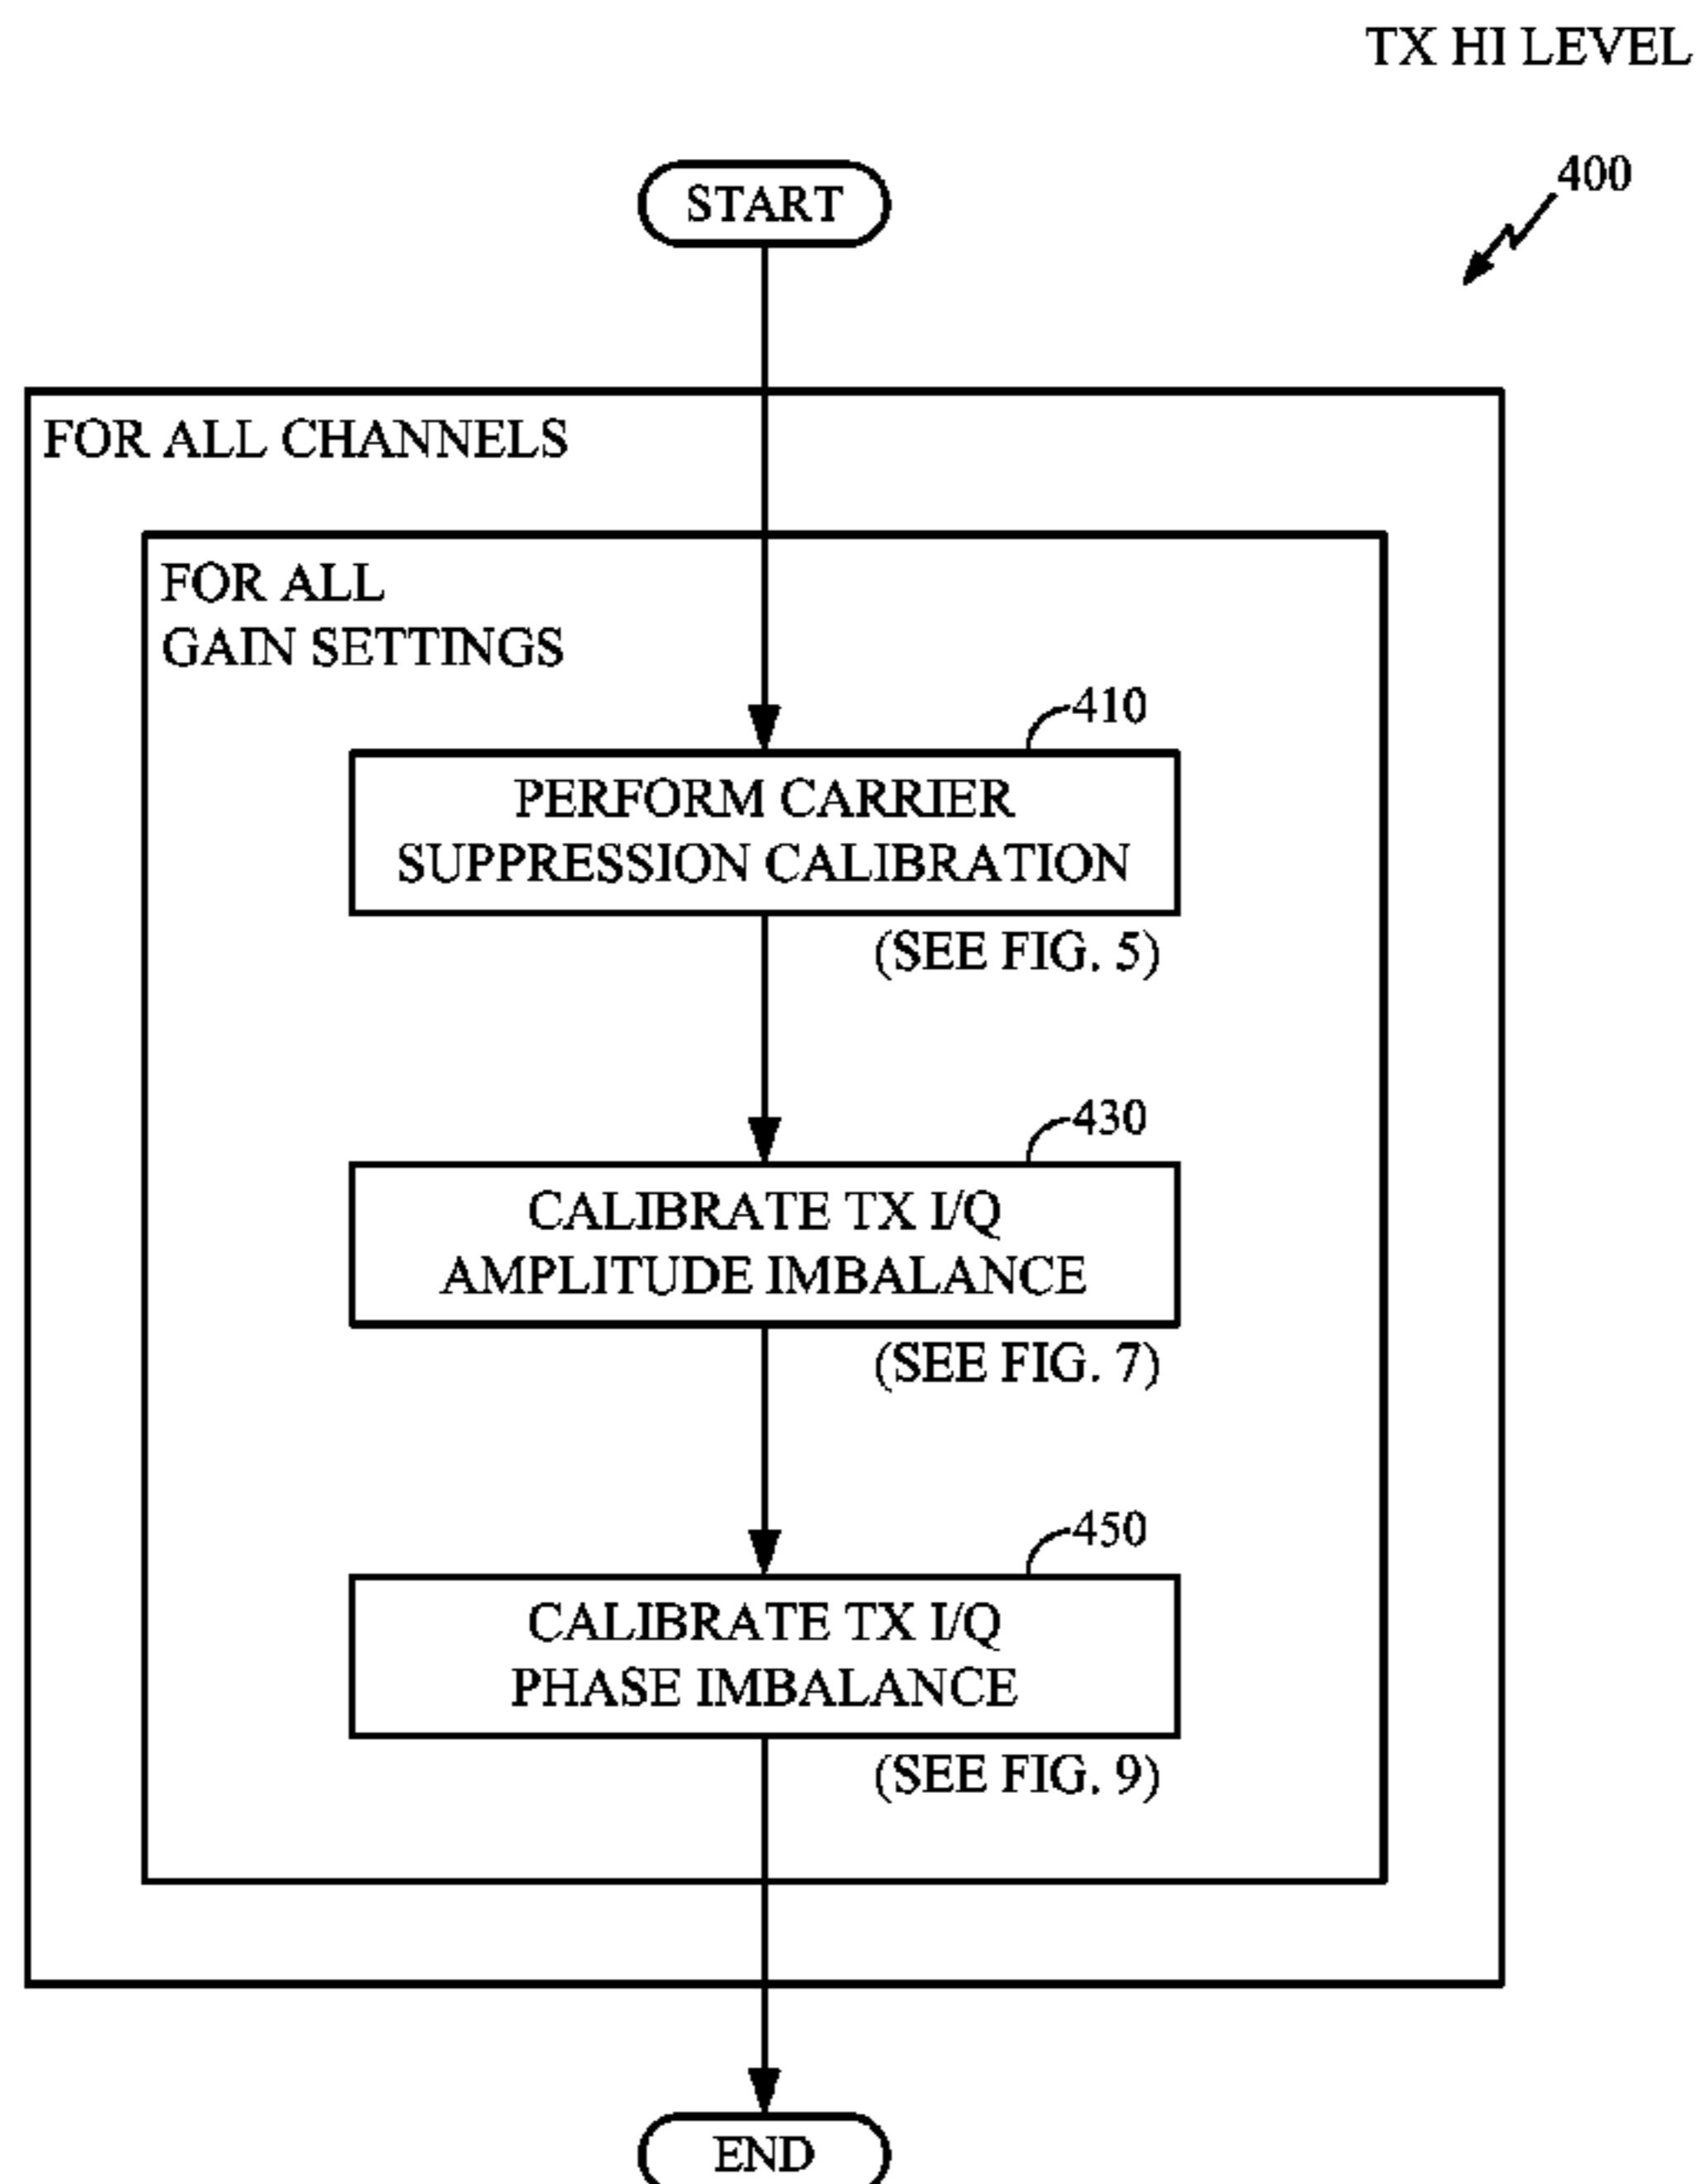 TX HI LEVEL
400
START
FOR ALL CHANNELS
FOR ALL
GAIN SETTINGS
410
PERFORM CARRIER
SUPPRESSION CALIBRATION
(SEE FIG. 5)
430
CALIBRATE TX I/Q
AMPLITUDE IMBALANCE
(SEE FIG. 7)
450
CALIBRATE TX I/Q
PHASE IMBALANCE
(SEE FIG. 9)
END